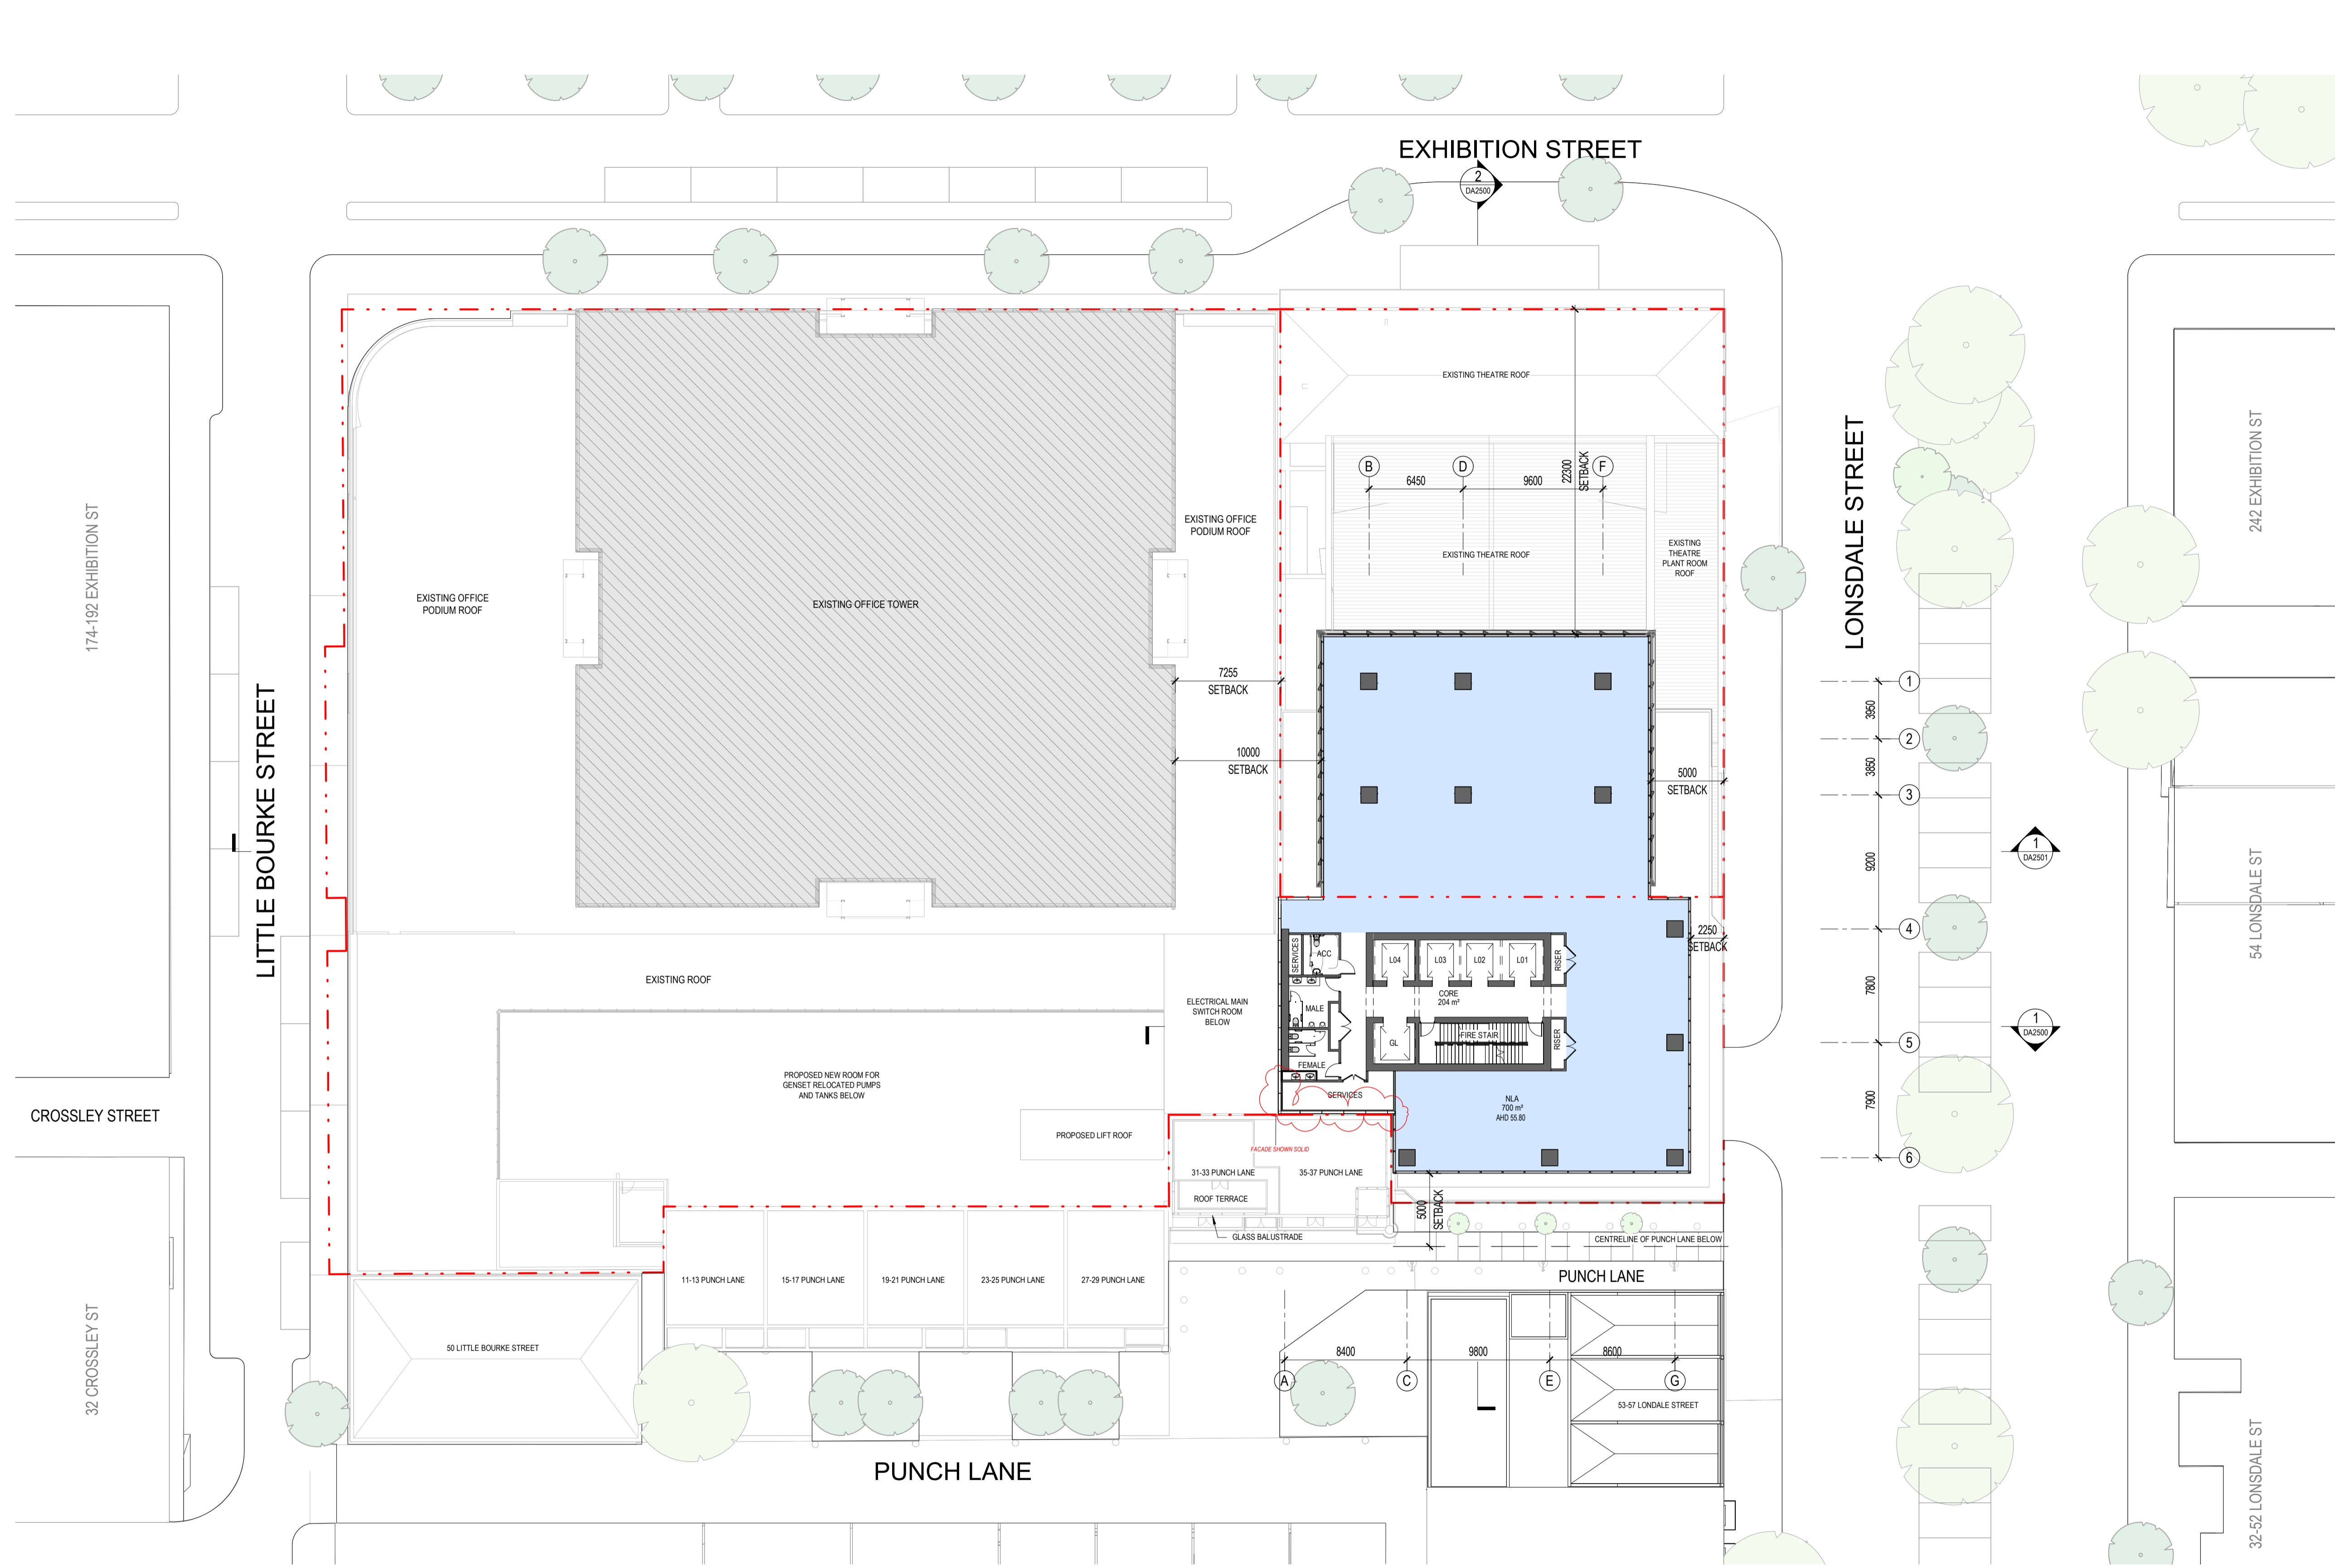 EXHIBITION STREET
2
DA2500
EXISTING THEATRE ROOF
B
D
F
6450
9600
22300
SETBACK
EXISTING OFFICE
PODIUM ROOF
EXISTING
THEATRE
PLANT ROOM
ROOF
EXISTING THEATRE ROOF
174-192 EXHIBITION ST
LITTLE BOURKE STREET
EXISTING OFFICE
PODIUM ROOF
EXISTING OFFICE TOWER
LONSDALE STREET
242 EXHIBITION ST
7255
SETBACK
10000
SETBACK
5000
SETBACK
1
3950
2
3850
3
9200
4
7800
5
7900
6
1
DA2501
1
DA2500
54 LONSDALE ST
2250
SETBACK
SERVICES
ACC
L04
L03
L02
L01
RISER
CORE
204 m²
MALE
FIRE STAIR
GL
RISER
FEMALE
SERVICES
NLA
700 m²
AHD 55.80
EXISTING ROOF
ELECTRICAL MAIN
SWITCH ROOM
BELOW
PROPOSED NEW ROOM FOR
GENSET RELOCATED PUMPS
AND TANKS BELOW
PROPOSED LIFT ROOF
CROSSLEY STREET
FACADE SHOWN SOLID
31-33 PUNCH LANE
35-37 PUNCH LANE
ROOF TERRACE
GLASS BALUSTRADE
5000
SETBACK
CENTRELINE OF PUNCH LANE BELOW
PUNCH LANE
11-13 PUNCH LANE
15-17 PUNCH LANE
19-21 PUNCH LANE
23-25 PUNCH LANE
27-29 PUNCH LANE
50 LITTLE BOURKE STREET
32 CROSSLEY ST
8400
9800
8600
A
C
E
G
53-57 LONDALE STREET
PUNCH LANE
32-52 LONSDALE ST